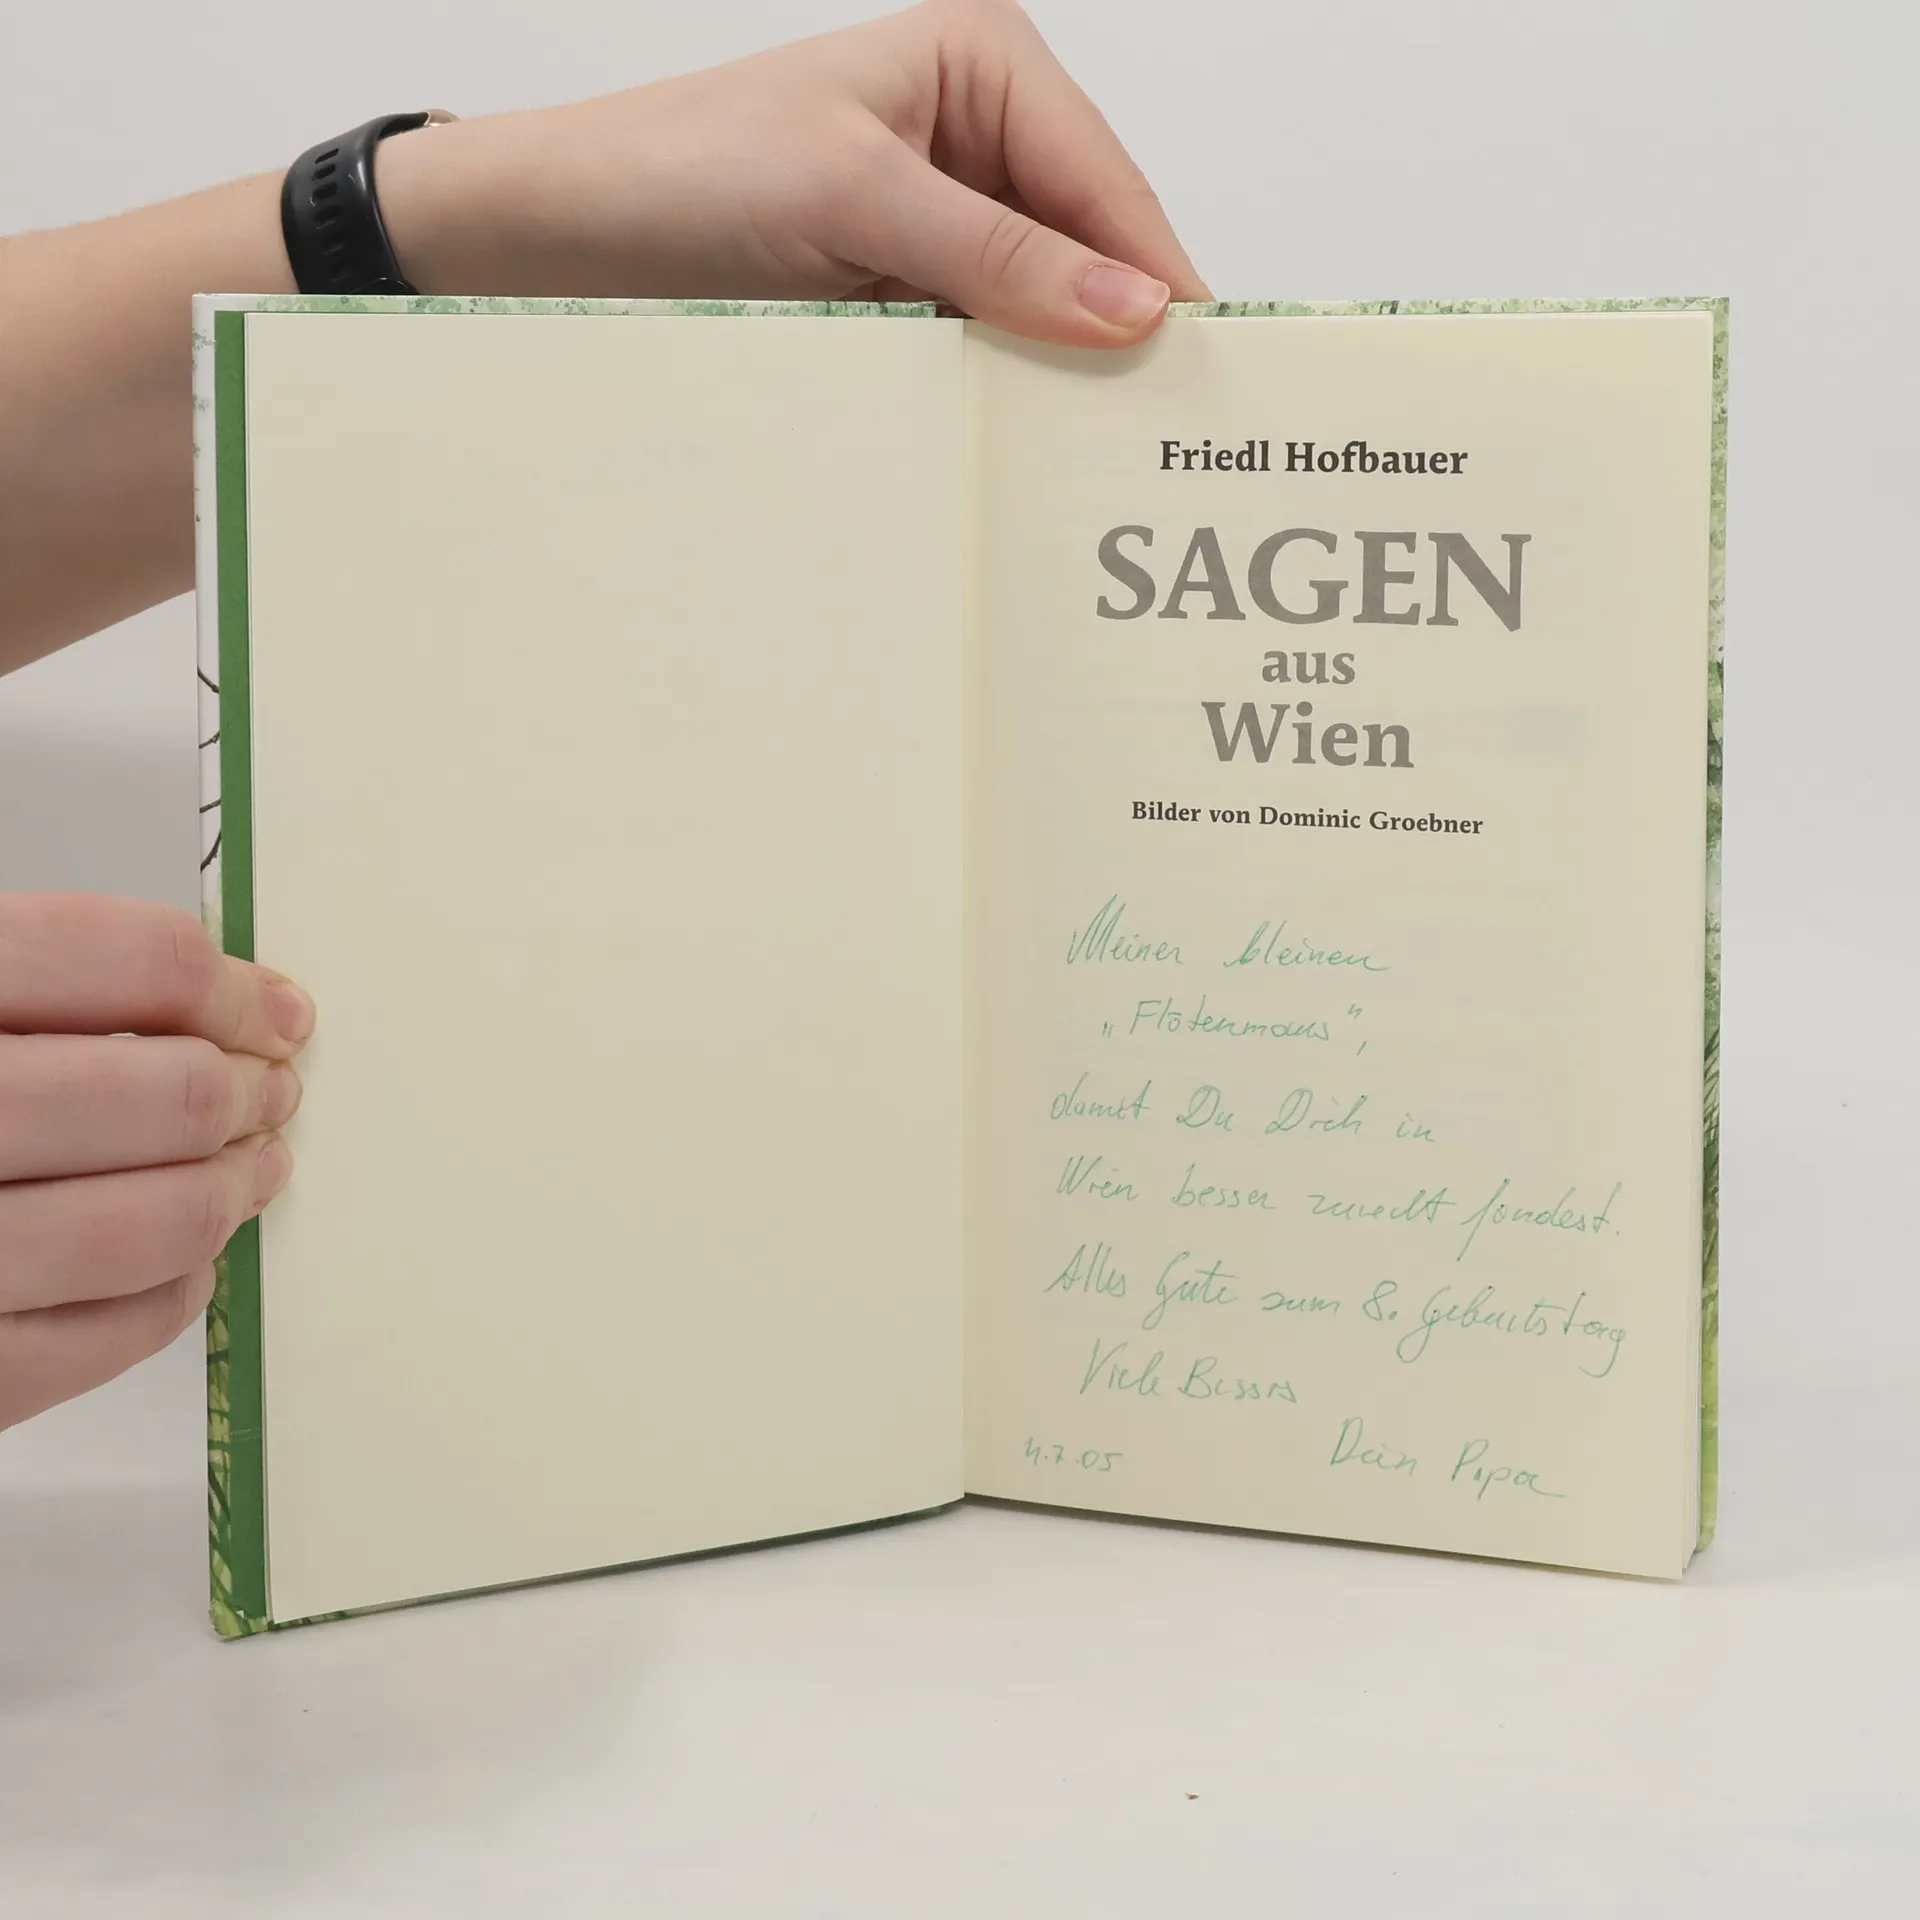 Friedl Hofbauer
SAGEN
aus
Wien
Bilder von Dominic Groebner
Meiner kleinen
„Flötenmaus",
damit Du Dich in
Wien besser zurecht findest.
Alles Gute zum 8. Geburtstag
Viele Bussis
Dein Papa
4.7.05